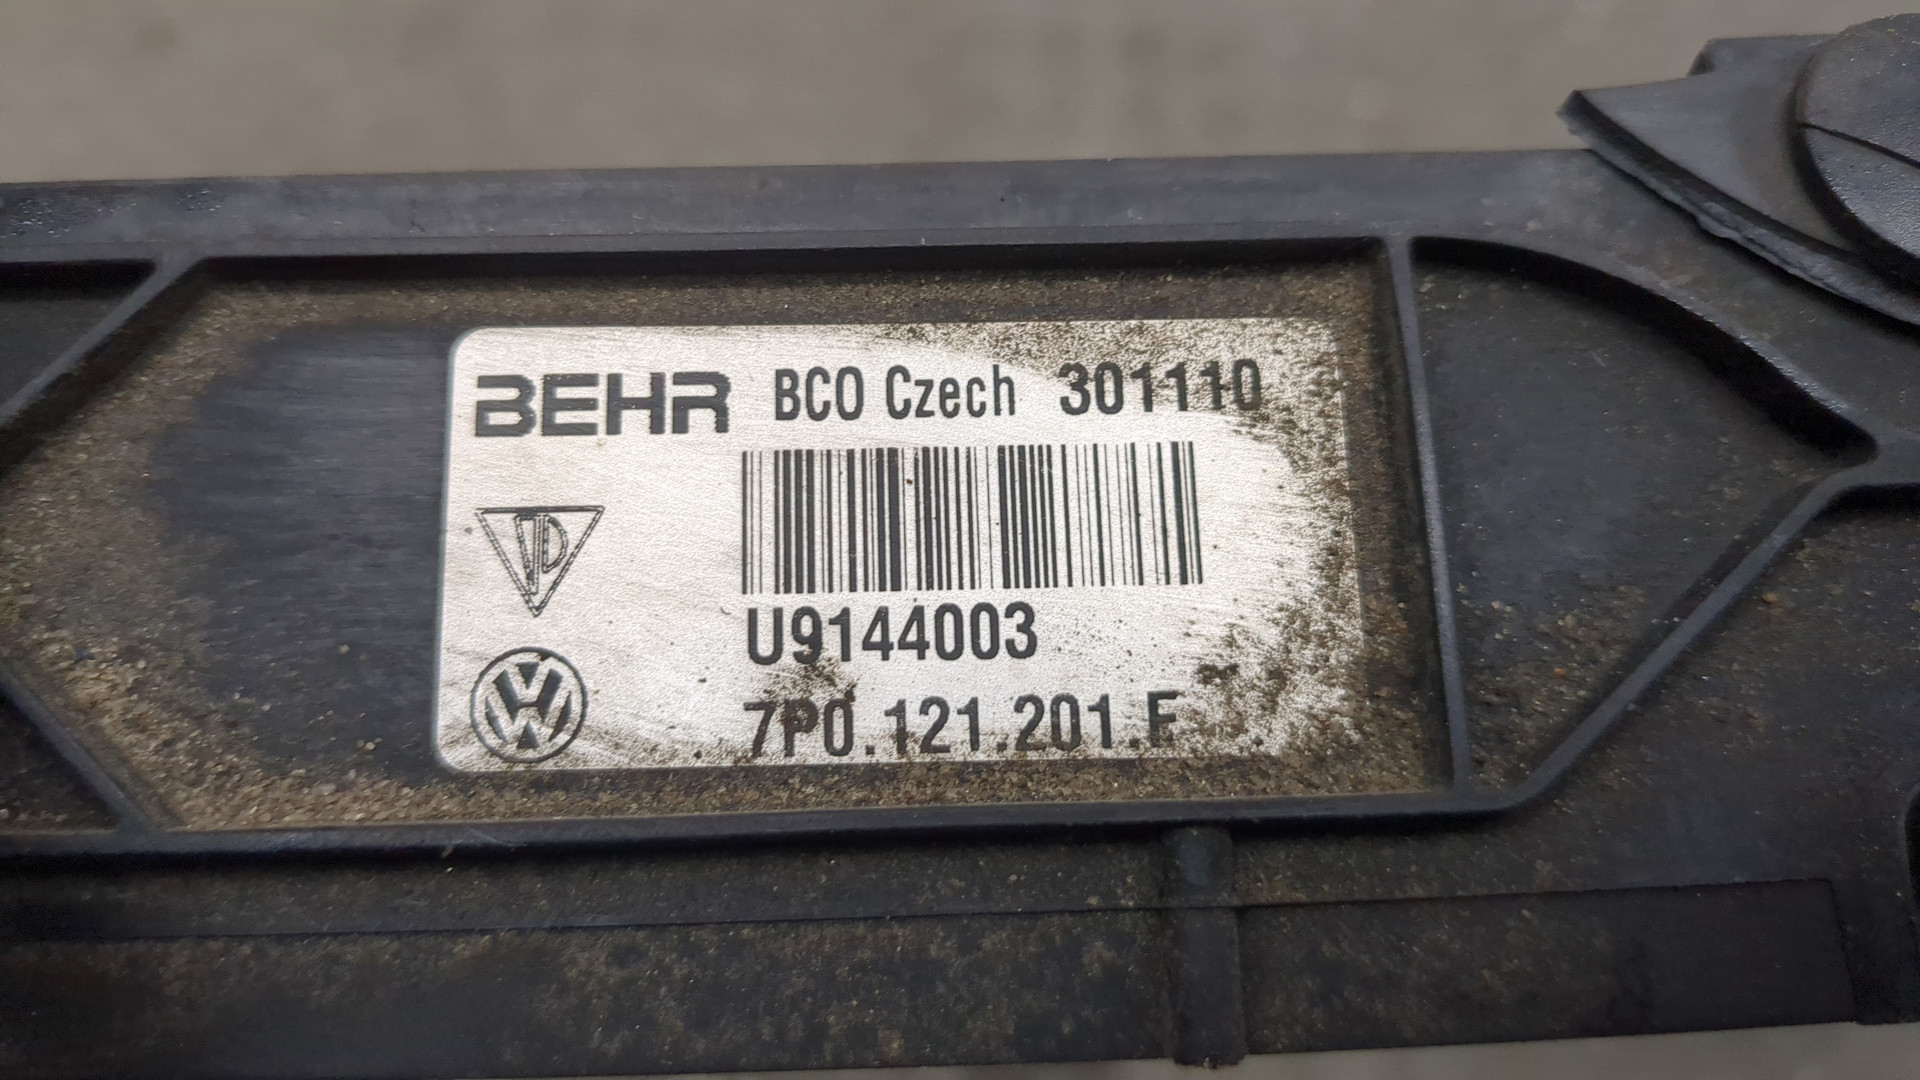 BEHR BCO Czech 301110
U9144003
7P0.121.201.F